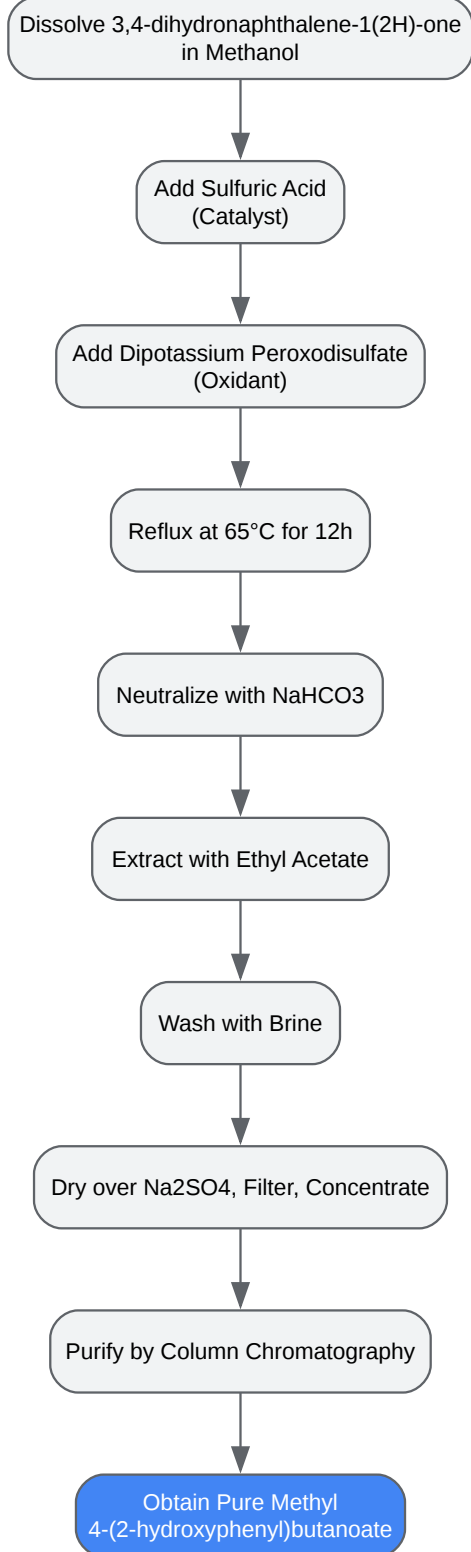 Dissolve 3,4-dihydronaphthalene-1(2H)-one
in Methanol
Add Sulfuric Acid
(Catalyst)
Add Dipotassium Peroxodisulfate
(Oxidant)
Reflux at 65°C for 12h
Neutralize with NaHCO3
Extract with Ethyl Acetate
Wash with Brine
Dry over Na2SO4, Filter, Concentrate
Purify by Column Chromatography
Obtain Pure Methyl
4-(2-hydroxyphenyl)butanoate